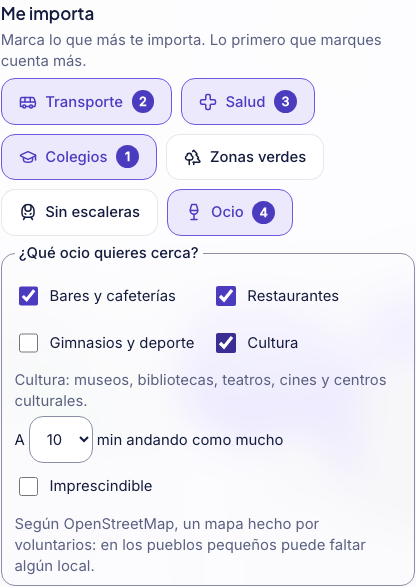 Me importa
Marca lo que más te importa. Lo primero que marques
cuenta más.
Transporte 2 Salud 3
Colegios 1 Zonas verdes
Sin escaleras Ocio 4
¿Qué ocio quieres cerca?
Bares y cafeterías Restaurantes
Gimnasios y deporte Cultura
Cultura: museos, bibliotecas, teatros, cines y centros
culturales.
A 10 min andando como mucho
Imprescindible
Según OpenStreetMap, un mapa hecho por
voluntarios: en los pueblos pequeños puede faltar
algún local.